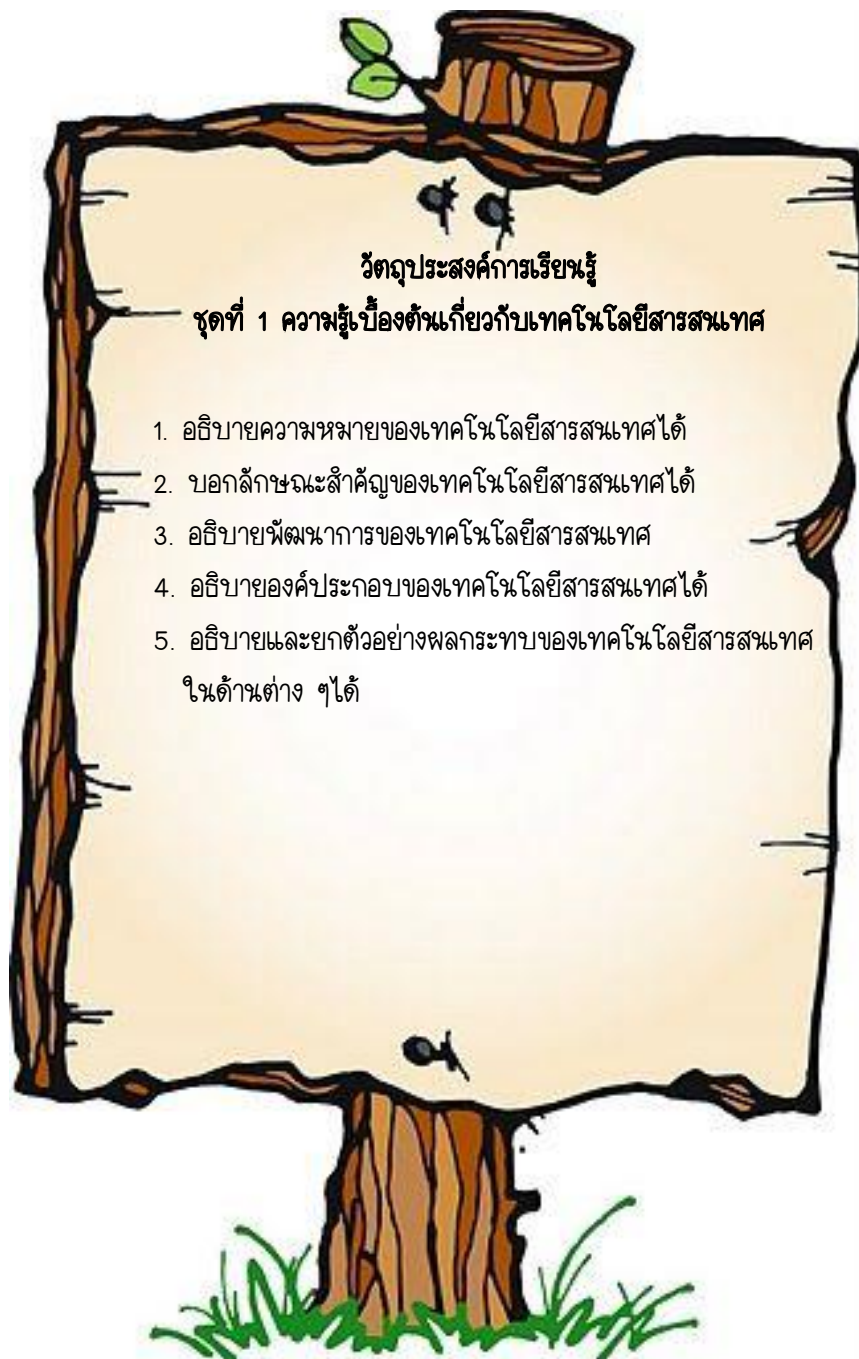 วัตถุประสงค์การเรียนรู้
ชุดที่ 1 ความรู้เบื้องต้นเกี่ยวกับเทคโนโลยีสารสนเทศ
1. อธิบายความหมายของเทคโนโลยีสารสนเทศได้
2. บอกลักษณะสำคัญของเทคโนโลยีสารสนเทศได้
3. อธิบายพัฒนาการของเทคโนโลยีสารสนเทศ
4. อธิบายองค์ประกอบของเทคโนโลยีสารสนเทศได้
5. อธิบายและยกตัวอย่างผลกระทบของเทคโนโลยีสารสนเทศ
ในด้านต่าง ๆได้